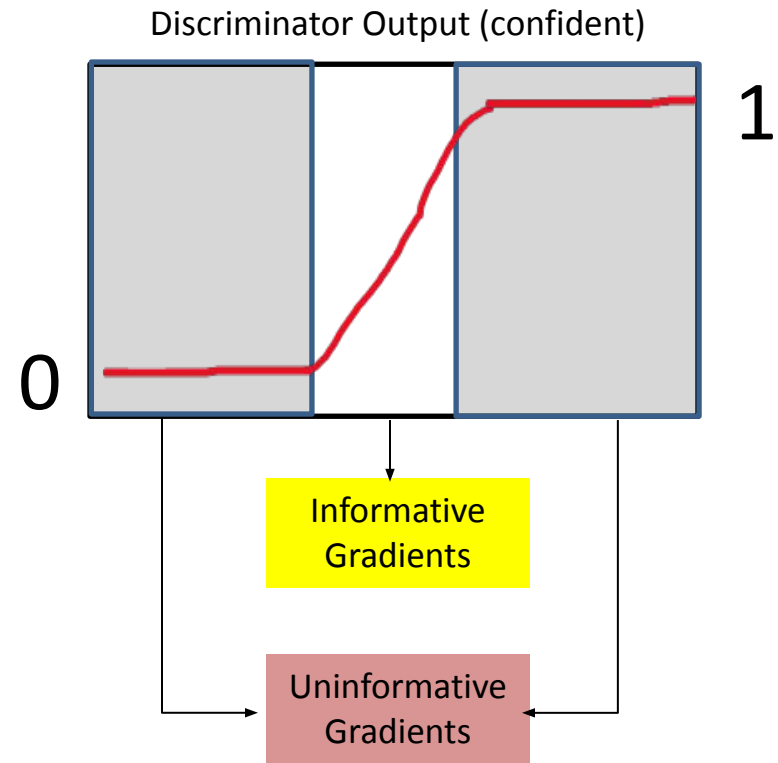 Discriminator Output (confident)
1
0
Informative
Gradients
Uninformative
Gradients